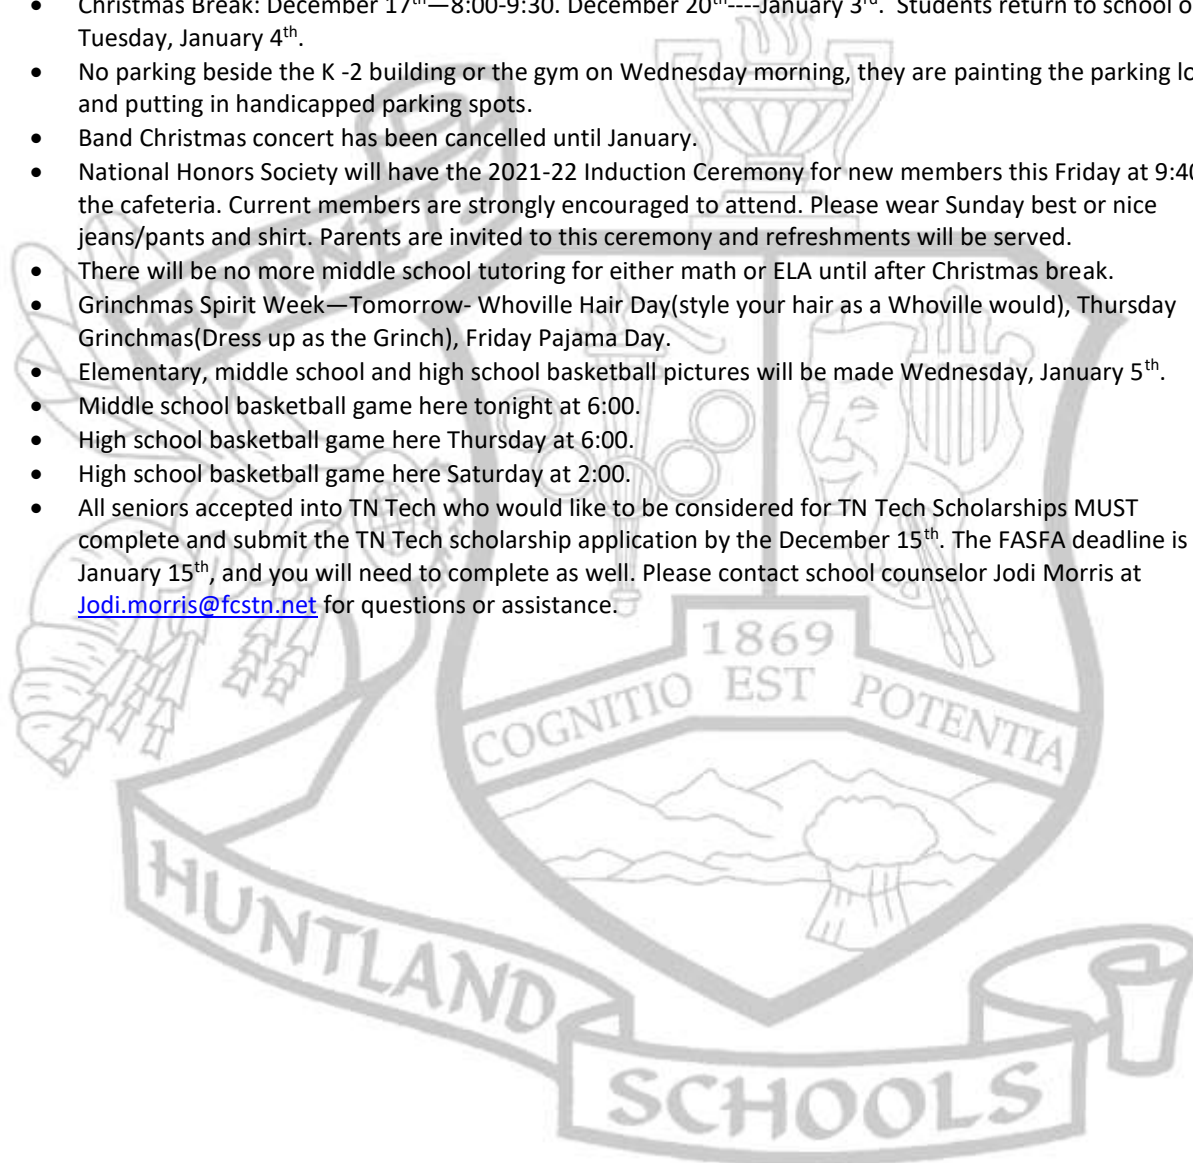 • Christmas Break: December 17th—8:00-9:30. December 20th----January 3rd. Students return to school o
Tuesday, January 4th.
• No parking beside the K -2 building or the gym on Wednesday morning, they are painting the parking lo
and putting in handicapped parking spots.
• Band Christmas concert has been cancelled until January.
• National Honors Society will have the 2021-22 Induction Ceremony for new members this Friday at 9:40
the cafeteria. Current members are strongly encouraged to attend. Please wear Sunday best or nice
jeans/pants and shirt. Parents are invited to this ceremony and refreshments will be served.
• There will be no more middle school tutoring for either math or ELA until after Christmas break.
• Grinchmas Spirit Week—Tomorrow- Whoville Hair Day(style your hair as a Whoville would), Thursday
Grinchmas(Dress up as the Grinch), Friday Pajama Day.
• Elementary, middle school and high school basketball pictures will be made Wednesday, January 5th.
• Middle school basketball game here tonight at 6:00.
• High school basketball game here Thursday at 6:00.
• High school basketball game here Saturday at 2:00.
• All seniors accepted into TN Tech who would like to be considered for TN Tech Scholarships MUST
complete and submit the TN Tech scholarship application by the December 15th. The FASFA deadline is
January 15th, and you will need to complete as well. Please contact school counselor Jodi Morris at
Jodi.morris@fcstn.net for questions or assistance.
HORNETS
1869
COGNITIO EST POTENTIA
HUNTLAND
SCHOOLS